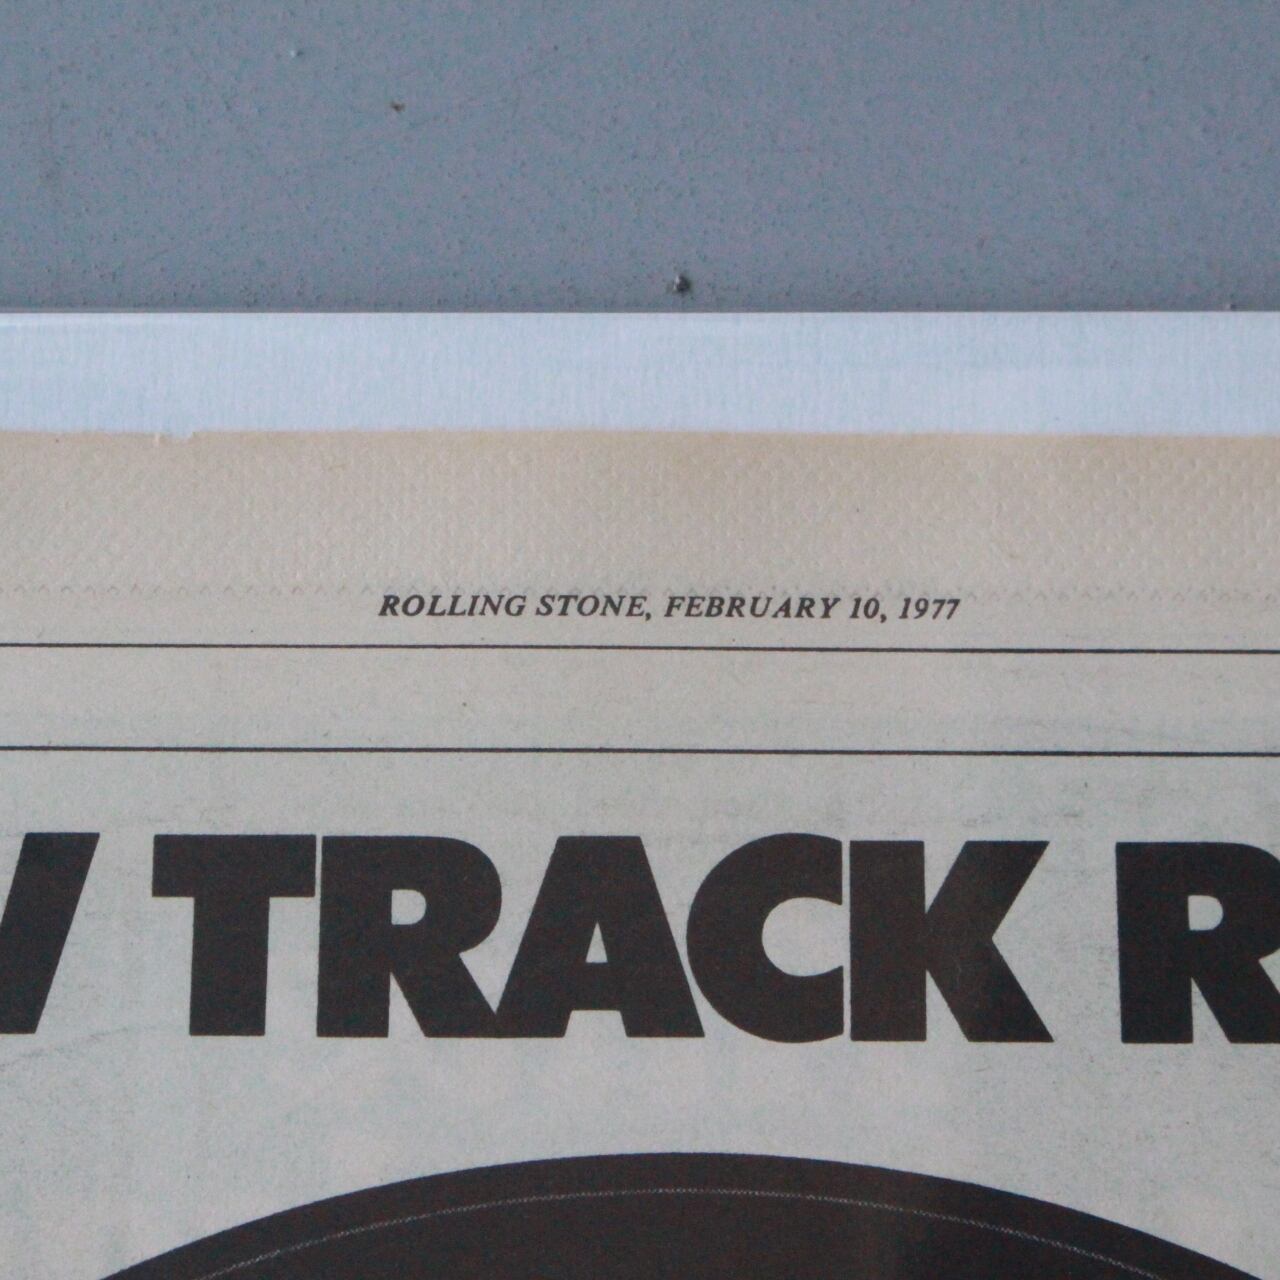 ROLLING STONE, FEBRUARY 10, 1977
TRACK